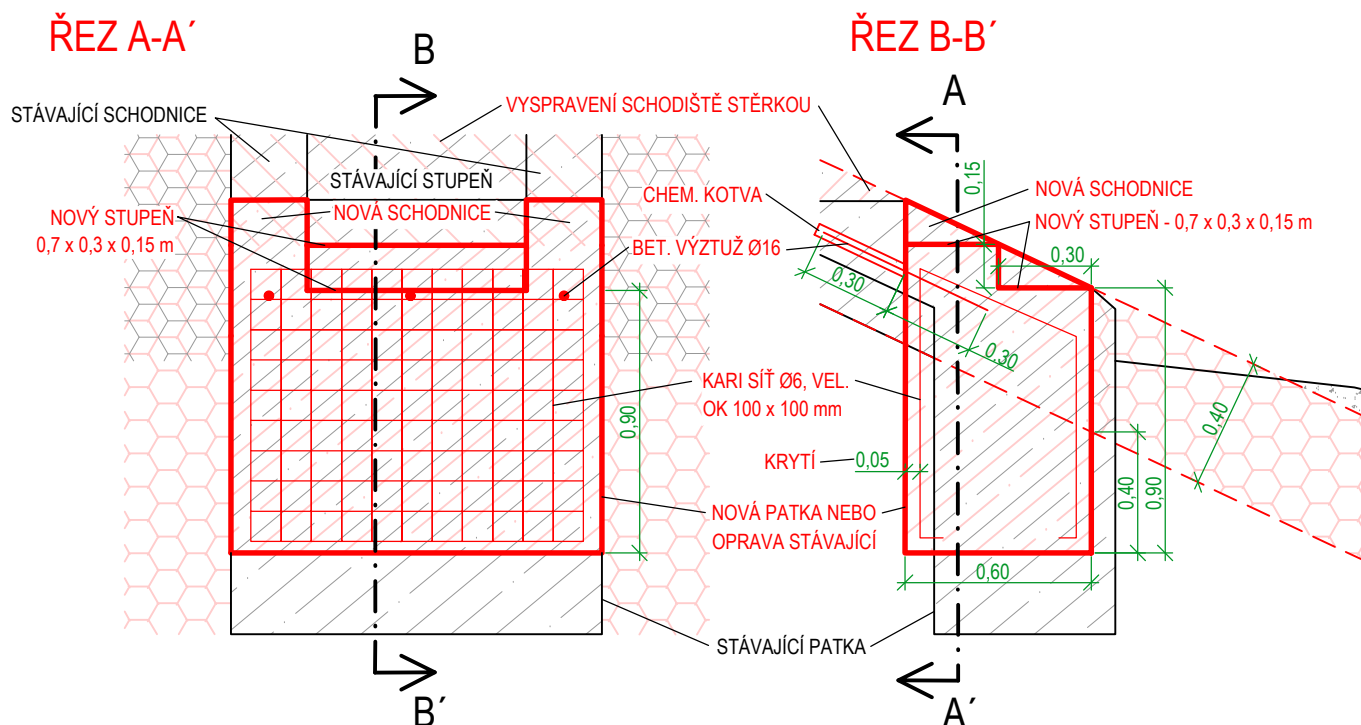 ŘEZ A-A´
ŘEZ B-B´
B
A
STÁVAJÍCÍ SCHODNICE
VYSPRAVENÍ SCHODIŠTĚ STĚRKOU
STÁVAJÍCÍ STUPEŇ
NOVÝ STUPEŇ
0,7 x 0,3 x 0,15 m
NOVÁ SCHODNICE
CHEM. KOTVA
BET. VÝZTUŽ Ø16
0,15
NOVÁ SCHODNICE
NOVÝ STUPEŇ - 0,7 x 0,3 x 0,15 m
0,30
0,30
0,30
KARI SÍŤ Ø6, VEL.
OK 100 x 100 mm
0,90
KRYTÍ
0,05
0,40
0,40
0,90
NOVÁ PATKA NEBO
OPRAVA STÁVAJÍCÍ
0,60
STÁVAJÍCÍ PATKA
B´
A´